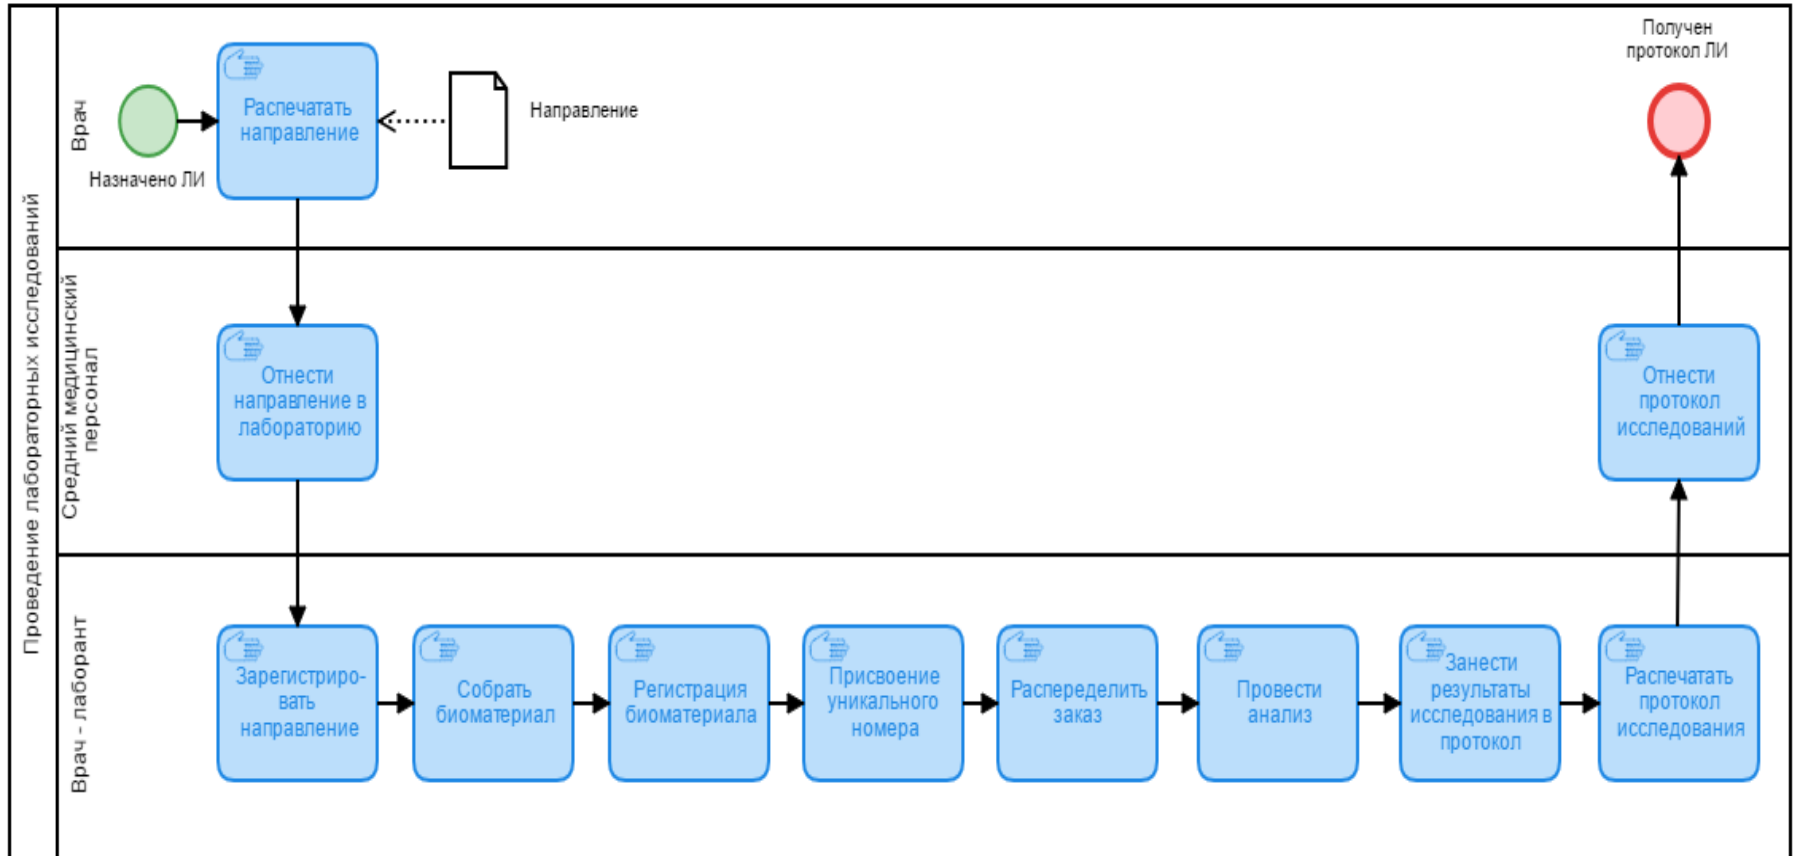 Проведение лабораторных исследований
Врач
Назначено ЛИ
Распечатать
направление
Направление
Получен
протокол ЛИ
Средний медицинский
персонал
Отнести
направление в
лабораторию
Отнести
протокол
исследований
Врач - лаборант
Зарегистриро-
вать
направление
Собрать
биоматериал
Регистрация
биоматериала
Присвоение
уникального
номера
Распеределить
заказ
Провести
анализ
Занести
результаты
исследования в
протокол
Распечатать
протокол
исследования